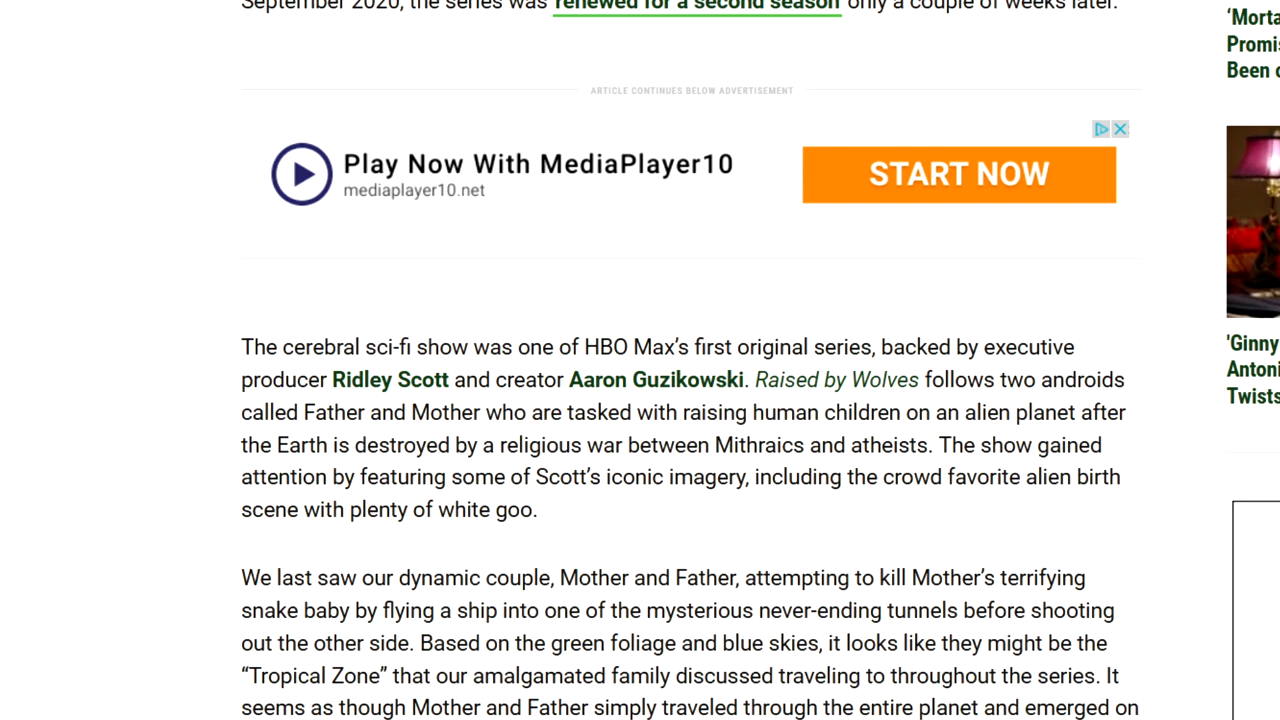 September 2020, the series was renewed for a second season only a couple of weeks later.
ARTICLE CONTINUES BELOW ADVERTISEMENT
Play Now With MediaPlayer10
mediaplayer10.net
START NOW
The cerebral sci-fi show was one of HBO Max’s first original series, backed by executive
producer Ridley Scott and creator Aaron Guzikowski. Raised by Wolves follows two androids
called Father and Mother who are tasked with raising human children on an alien planet after
the Earth is destroyed by a religious war between Mithraics and atheists. The show gained
attention by featuring some of Scott’s iconic imagery, including the crowd favorite alien birth
scene with plenty of white goo.
We last saw our dynamic couple, Mother and Father, attempting to kill Mother’s terrifying
snake baby by flying a ship into one of the mysterious never-ending tunnels before shooting
out the other side. Based on the green foliage and blue skies, it looks like they might be the
“Tropical Zone” that our amalgamated family discussed traveling to throughout the series. It
seems as though Mother and Father simply traveled through the entire planet and emerged on
‘Morta
Promis
Been o
'Ginny
Antoni
Twists